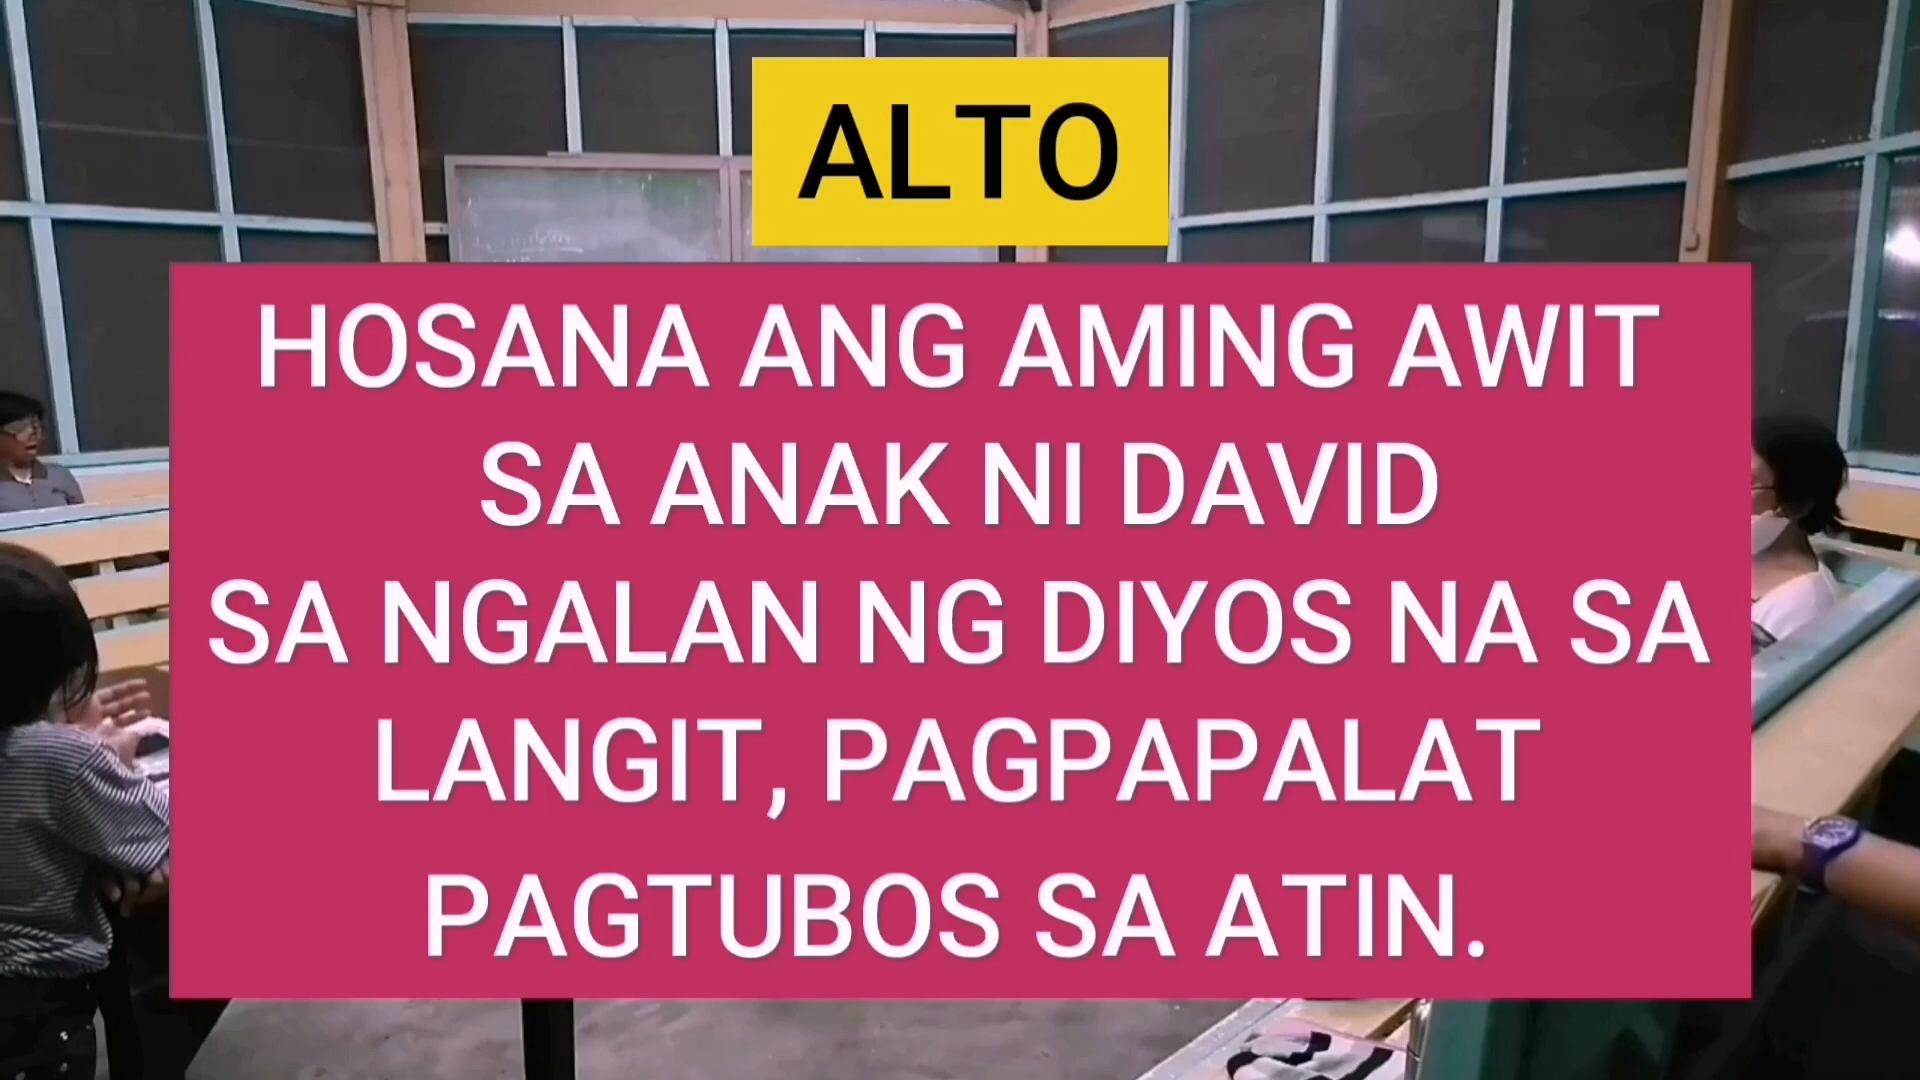 ALTO
HOSANA ANG AMING AWIT
SA ANAK NI DAVID
SA NGALAN NG DIYOS NA SA
LANGIT, PAGPAPALAT
PAGTUBOS SA ATIN.